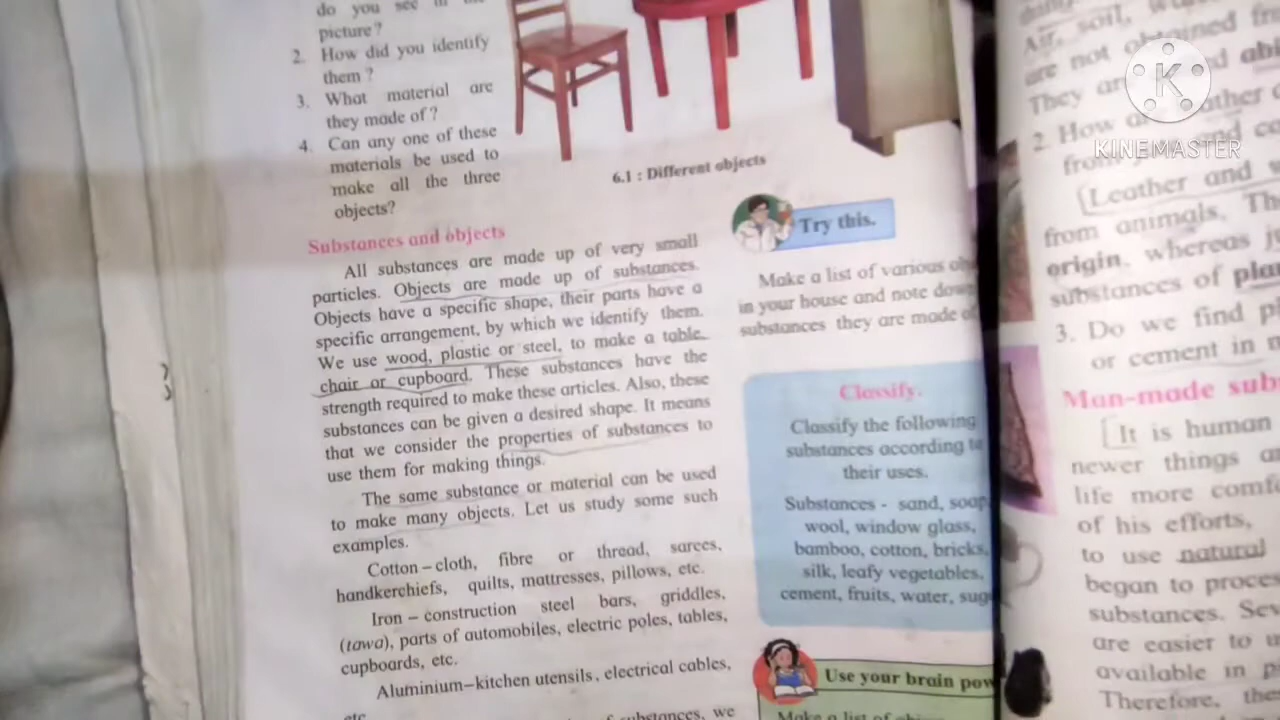 do you see in the
picture?
2. How did you identify
them ?
3. What material are
they made of ?
4. Can any one of these
materials be used to
make all the three
objects?
6.1 : Different objects
Substances and objects
All substances are made up of very small
particles. Objects are made up of substances.
Objects have a specific shape, their parts have a
specific arrangement, by which we identify them.
We use wood, plastic or steel, to make a table,
chair or cupboard. These substances have the
strength required to make these articles. Also, these
substances can be given a desired shape. It means
that we consider the properties of substances to
use them for making things.
The same substance or material can be used
to make many objects. Let us study some such
examples.
Cotton – cloth, fibre or thread, sarees,
handkerchiefs, quilts, mattresses, pillows, etc.
Iron – construction steel bars, griddles,
(tawa), parts of automobiles, electric poles, tables,
cupboards, etc.
Aluminium–kitchen utensils, electrical cables,
etc
substances, we
Try this.
Make a list of various
in your house and note
substances they are made
Classify.
Classify the following
substances according
their uses.
Substances - sand, soap,
wool, window glass,
bamboo, cotton, bricks,
silk, leafy vegetables,
cement, fruits, water,
Use your brain
Make a list of
Air, soil,
are not obtained
They are
2. How
and
(Leather and
from animals.
origin, whereas
substances of
3. Do we find
or cement in
Man-made
[It is human
newer things
life more
of his efforts,
to use natural
began to
substances.
are easier to
available in
Therefore,
K
KINEMASTER